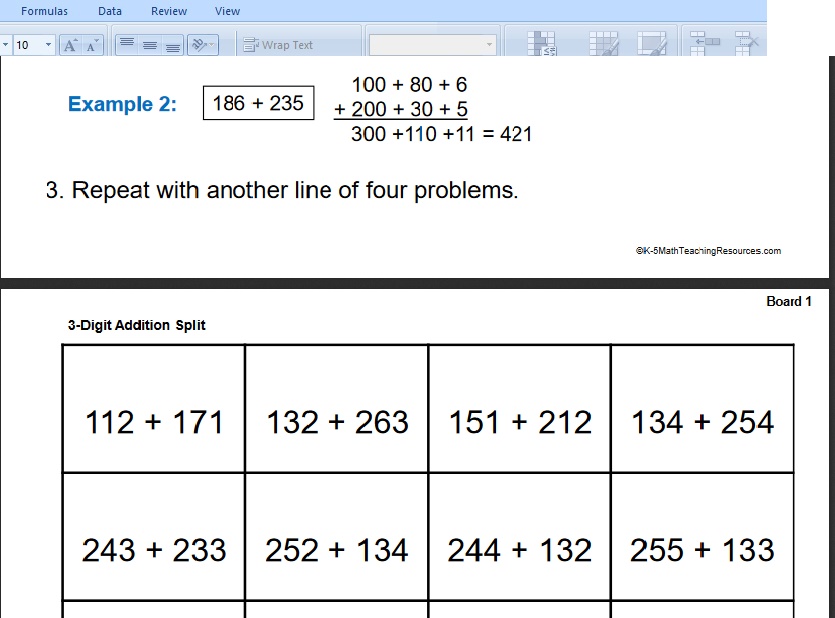 Formulas Data Review View
10 A A Wrap Text
Example 2: 186 + 235
100 + 80 + 6
+ 200 + 30 + 5
300 +110 +11 = 421
3. Repeat with another line of four problems.
©K-5MathTeachingResources.com
Board 1
3-Digit Addition Split
112 + 171 132 + 263 151 + 212 134 + 254
243 + 233 252 + 134 244 + 132 255 + 133